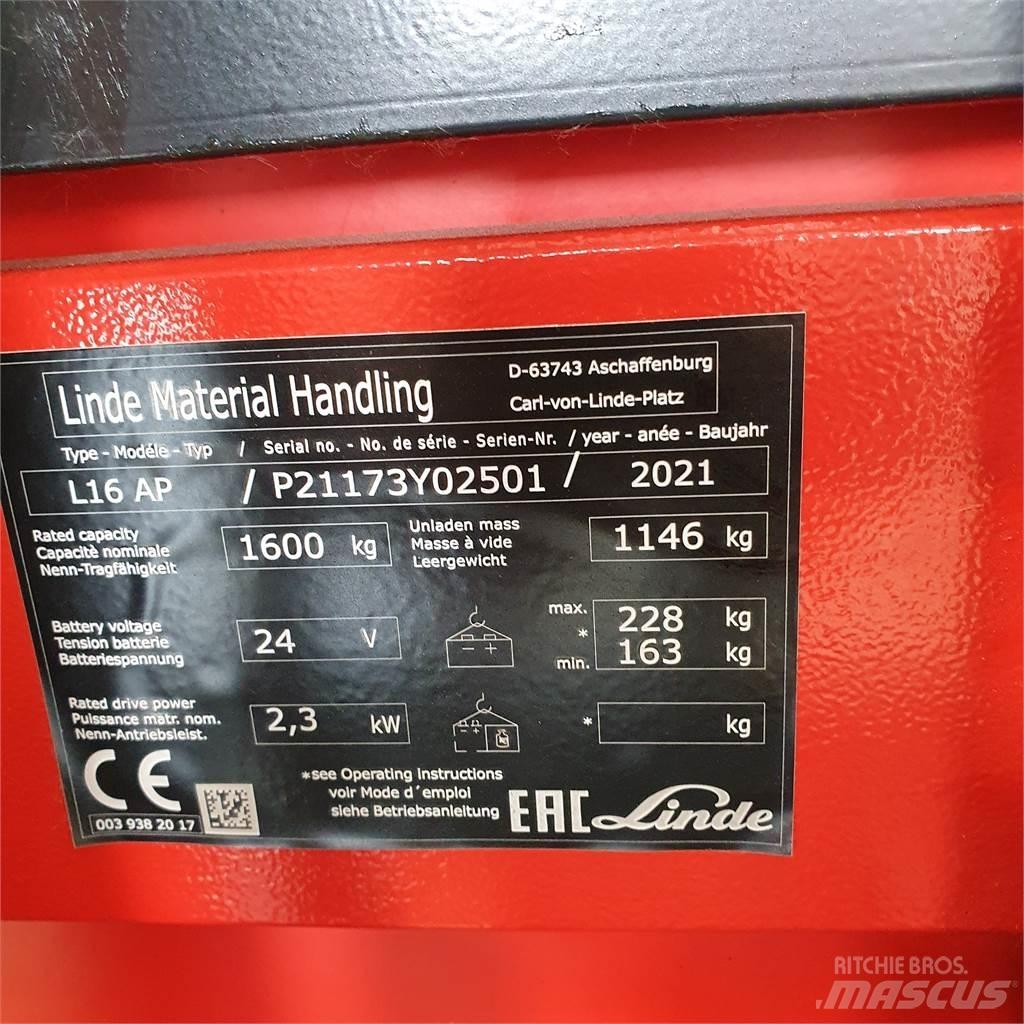 Linde Material Handling
D-63743 Aschaffenburg
Carl-von-Linde-Platz
Type - Modéle - Typ / Serial no. - No. de série - Serien-Nr. / year - anée - Baujahr
L16 AP / P21173Y02501 / 2021
Rated capacity
Capacitè nominale
Nenn-Tragfähigkeit
1600 kg
Unladen mass
Masse à vide
Leergewicht
1146 kg
Battery voltage
Tension batterie
Batteriespannung
24 V
- +
max. 228 kg
*
min. 163 kg
Rated drive power
Puissance matr. nom.
Nenn-Antriebsleist.
2,3 kW
- +
kg
* kg
CE
003 938 20 17
*see Operating instructions
voir Mode d´emploi
siehe Betriebsanleitung
EAC Linde
RITCHIE BROS.
MASCUS